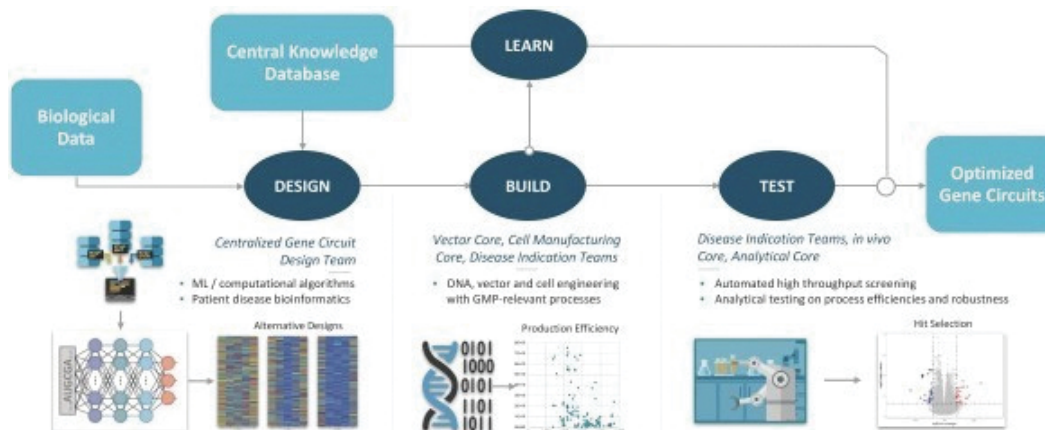 Central Knowledge
Database
LEARN
Biological
Data
DESIGN
BUILD
TEST
Optimized
Gene Circuits
Centralized Gene Circuit
Design Team
• ML / computational algorithms
• Patient disease bioinformatics
Vector Core, Cell Manufacturing
Core, Disease Indication Teams
• DNA, vector and cell engineering
with GMP-relevant processes
Disease Indication Teams, in vivo
Core, Analytical Core
• Automated high throughput screening
• Analytical testing on process efficiencies and robustness
Alternative Designs
Production Efficiency
Hit Selection
AUGCGA...
0101
1000
0101
1101
1011